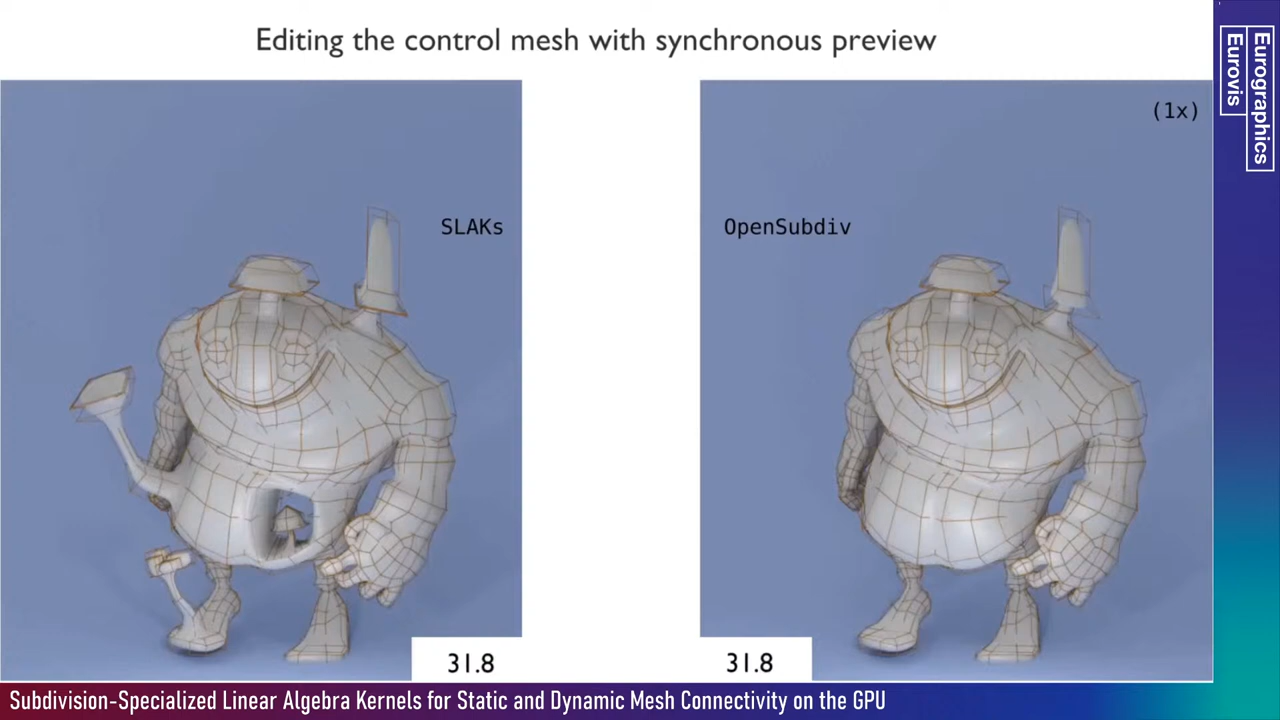 Editing the control mesh with synchronous preview
(1x)
SLAKs
OpenSubdiv
31.8
31.8
Subdivision-Specialized Linear Algebra Kernels for Static and Dynamic Mesh Connectivity on the GPU
Eurographics
Eurovis